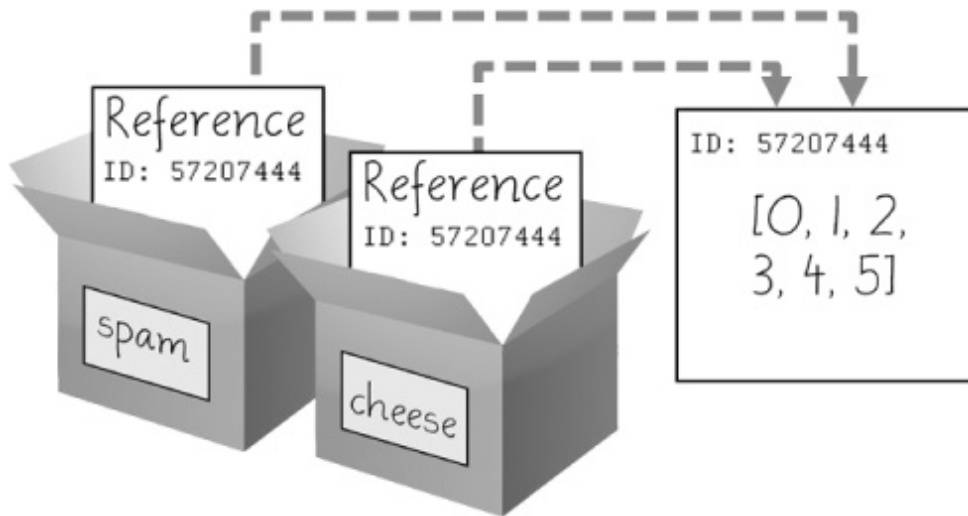 Reference
ID: 57207444
spam
Reference
ID: 57207444
cheese
ID: 57207444
[0, 1, 2,
3, 4, 5]